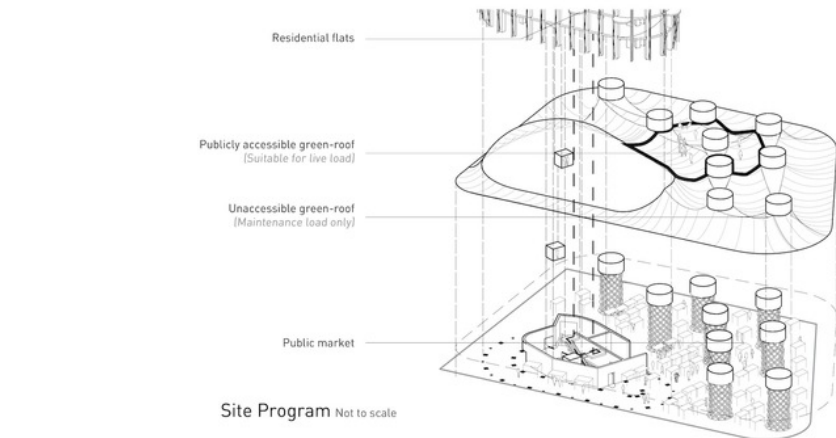 Residential flats
Publicly accessible green-roof
(Suitable for live load)
Unaccessible green-roof
(Maintenance load only)
Public market
Site Program Not to scale